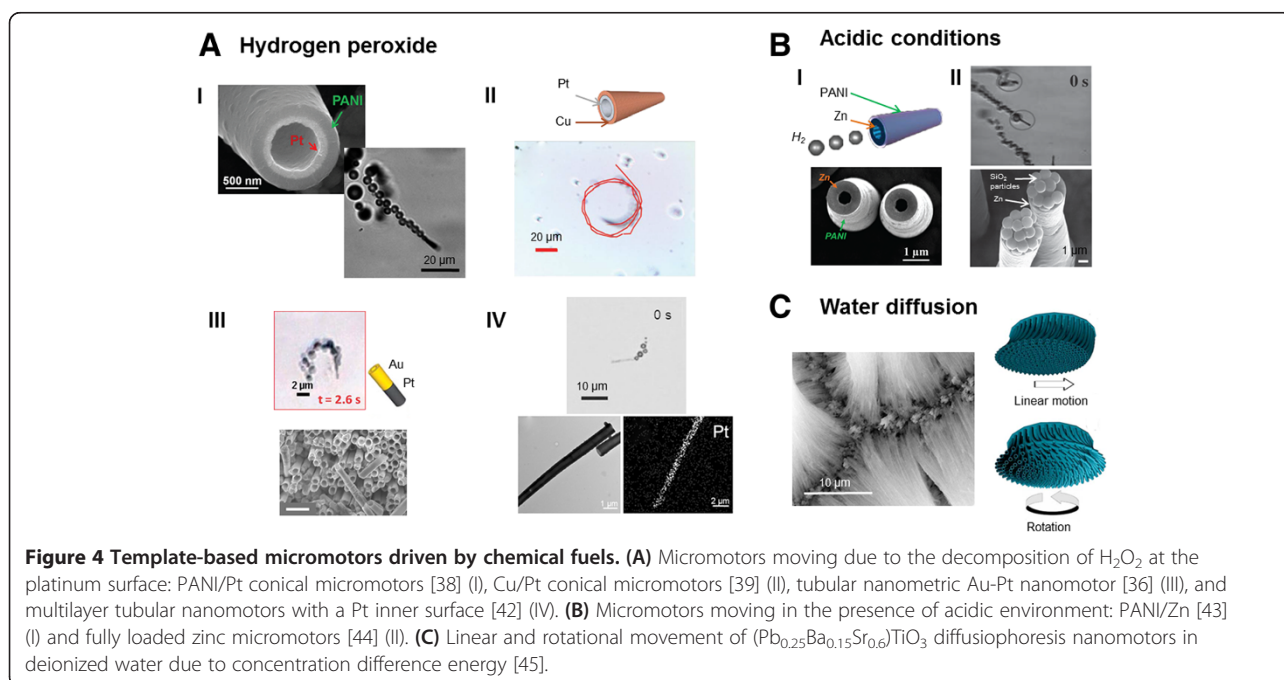 A Hydrogen peroxide
I
PANI
Pt
500 nm
20 µm
II
Pt
Cu
20 µm
III
2 µm
t = 2.6 s
Au
Pt
IV
0 s
10 µm
1 µm
Pt
2 µm
B Acidic conditions
I
PANI
Zn
H2
Zn
PANI
1 µm
II
0 s
SiO2
particles
Zn
1 µm
C Water diffusion
10 µm
Linear motion
Rotation
Figure 4 Template-based micromotors driven by chemical fuels. (A) Micromotors moving due to the decomposition of H₂O₂ at the
platinum surface: PANI/Pt conical micromotors [38] (I), Cu/Pt conical micromotors [39] (II), tubular nanometric Au-Pt nanomotor [36] (III), and
multilayer tubular nanomotors with a Pt inner surface [42] (IV). (B) Micromotors moving in the presence of acidic environment: PANI/Zn [43]
(I) and fully loaded zinc micromotors [44] (II). (C) Linear and rotational movement of (Pb₀.₂₅Ba₀.₁₅Sr₀.₆)TiO₃ diffusiophoresis nanomotors in
deionized water due to concentration difference energy [45].